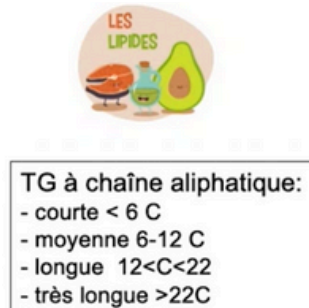 LES
LIPIDES
TG à chaîne aliphatique:
- courte < 6 C
- moyenne 6-12 C
- longue 12<C<22
- très longue >22C